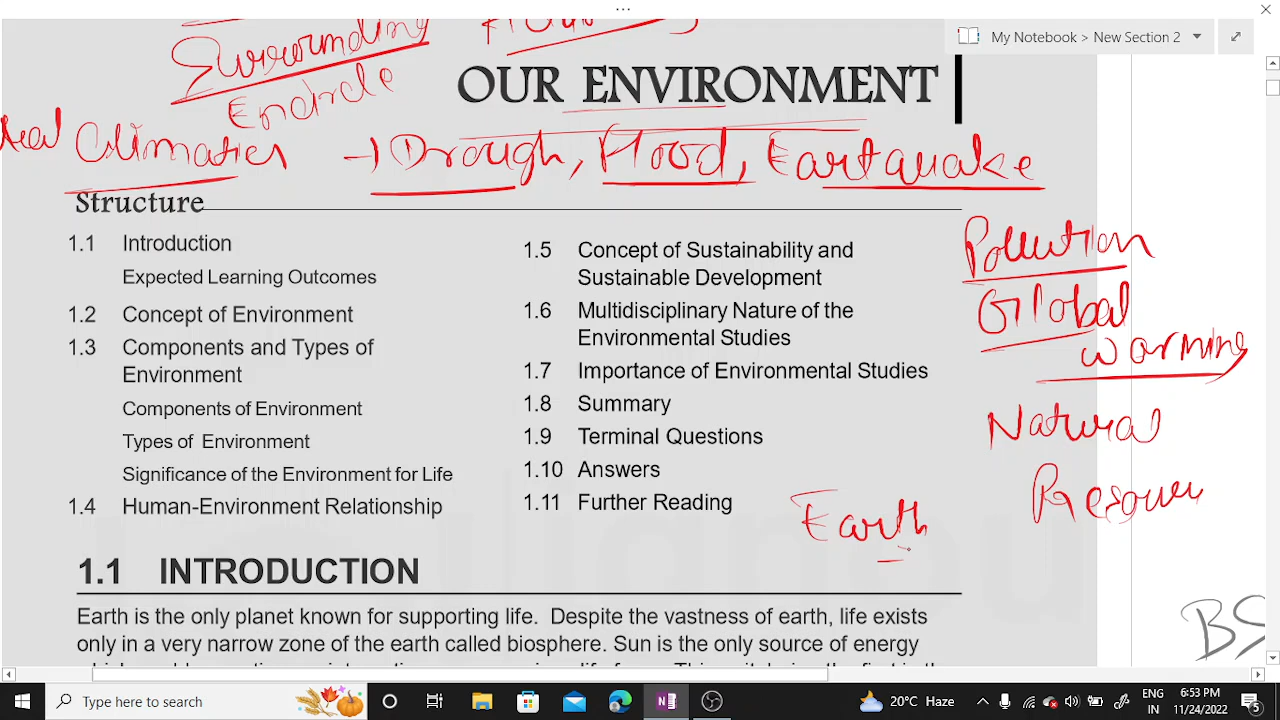 ...
My Notebook > New Section 2
Surrounding
Encircle
OUR ENVIRONMENT
Climatics → Drough, Flood, Eartquake
Structure
1.1 Introduction
Expected Learning Outcomes
1.2 Concept of Environment
1.3 Components and Types of
Environment
Components of Environment
Types of Environment
Significance of the Environment for Life
1.4 Human-Environment Relationship
1.5 Concept of Sustainability and
Sustainable Development
1.6 Multidisciplinary Nature of the
Environmental Studies
1.7 Importance of Environmental Studies
1.8 Summary
1.9 Terminal Questions
1.10 Answers
1.11 Further Reading
Pollution
Global
warming
Natural
Resour
Earth
1.1 INTRODUCTION
Earth is the only planet known for supporting life. Despite the vastness of earth, life exists
only in a very narrow zone of the earth called biosphere. Sun is the only source of energy
BS
Type here to search
20°C Haze
ENG
IN
6:53 PM
11/24/2022
5